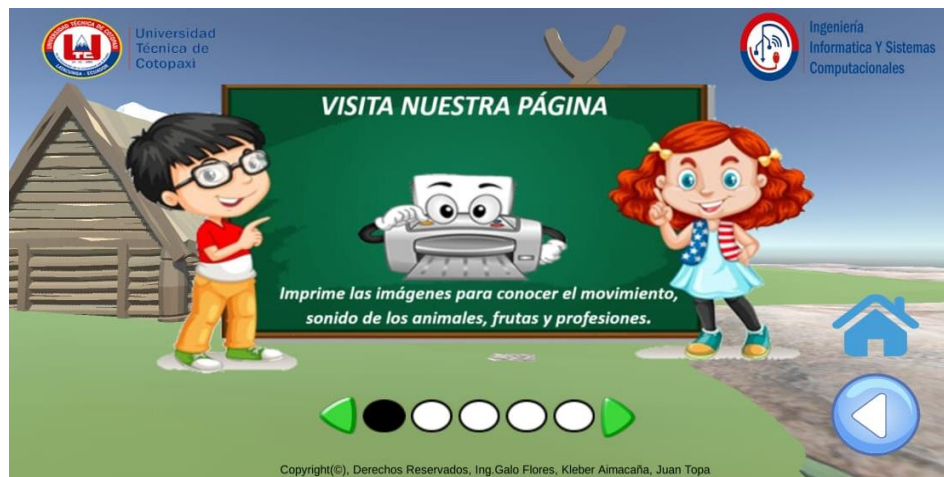 Universidad
Técnica de
Cotopaxi
Ingeniería
Informatica Y Sistemas
Computacionales
VISITA NUESTRA PÁGINA
Imprime las imágenes para conocer el movimiento,
sonido de los animales, frutas y profesiones.
Copyright(©), Derechos Reservados, Ing.Galo Flores, Kleber Aimacaña, Juan Topa